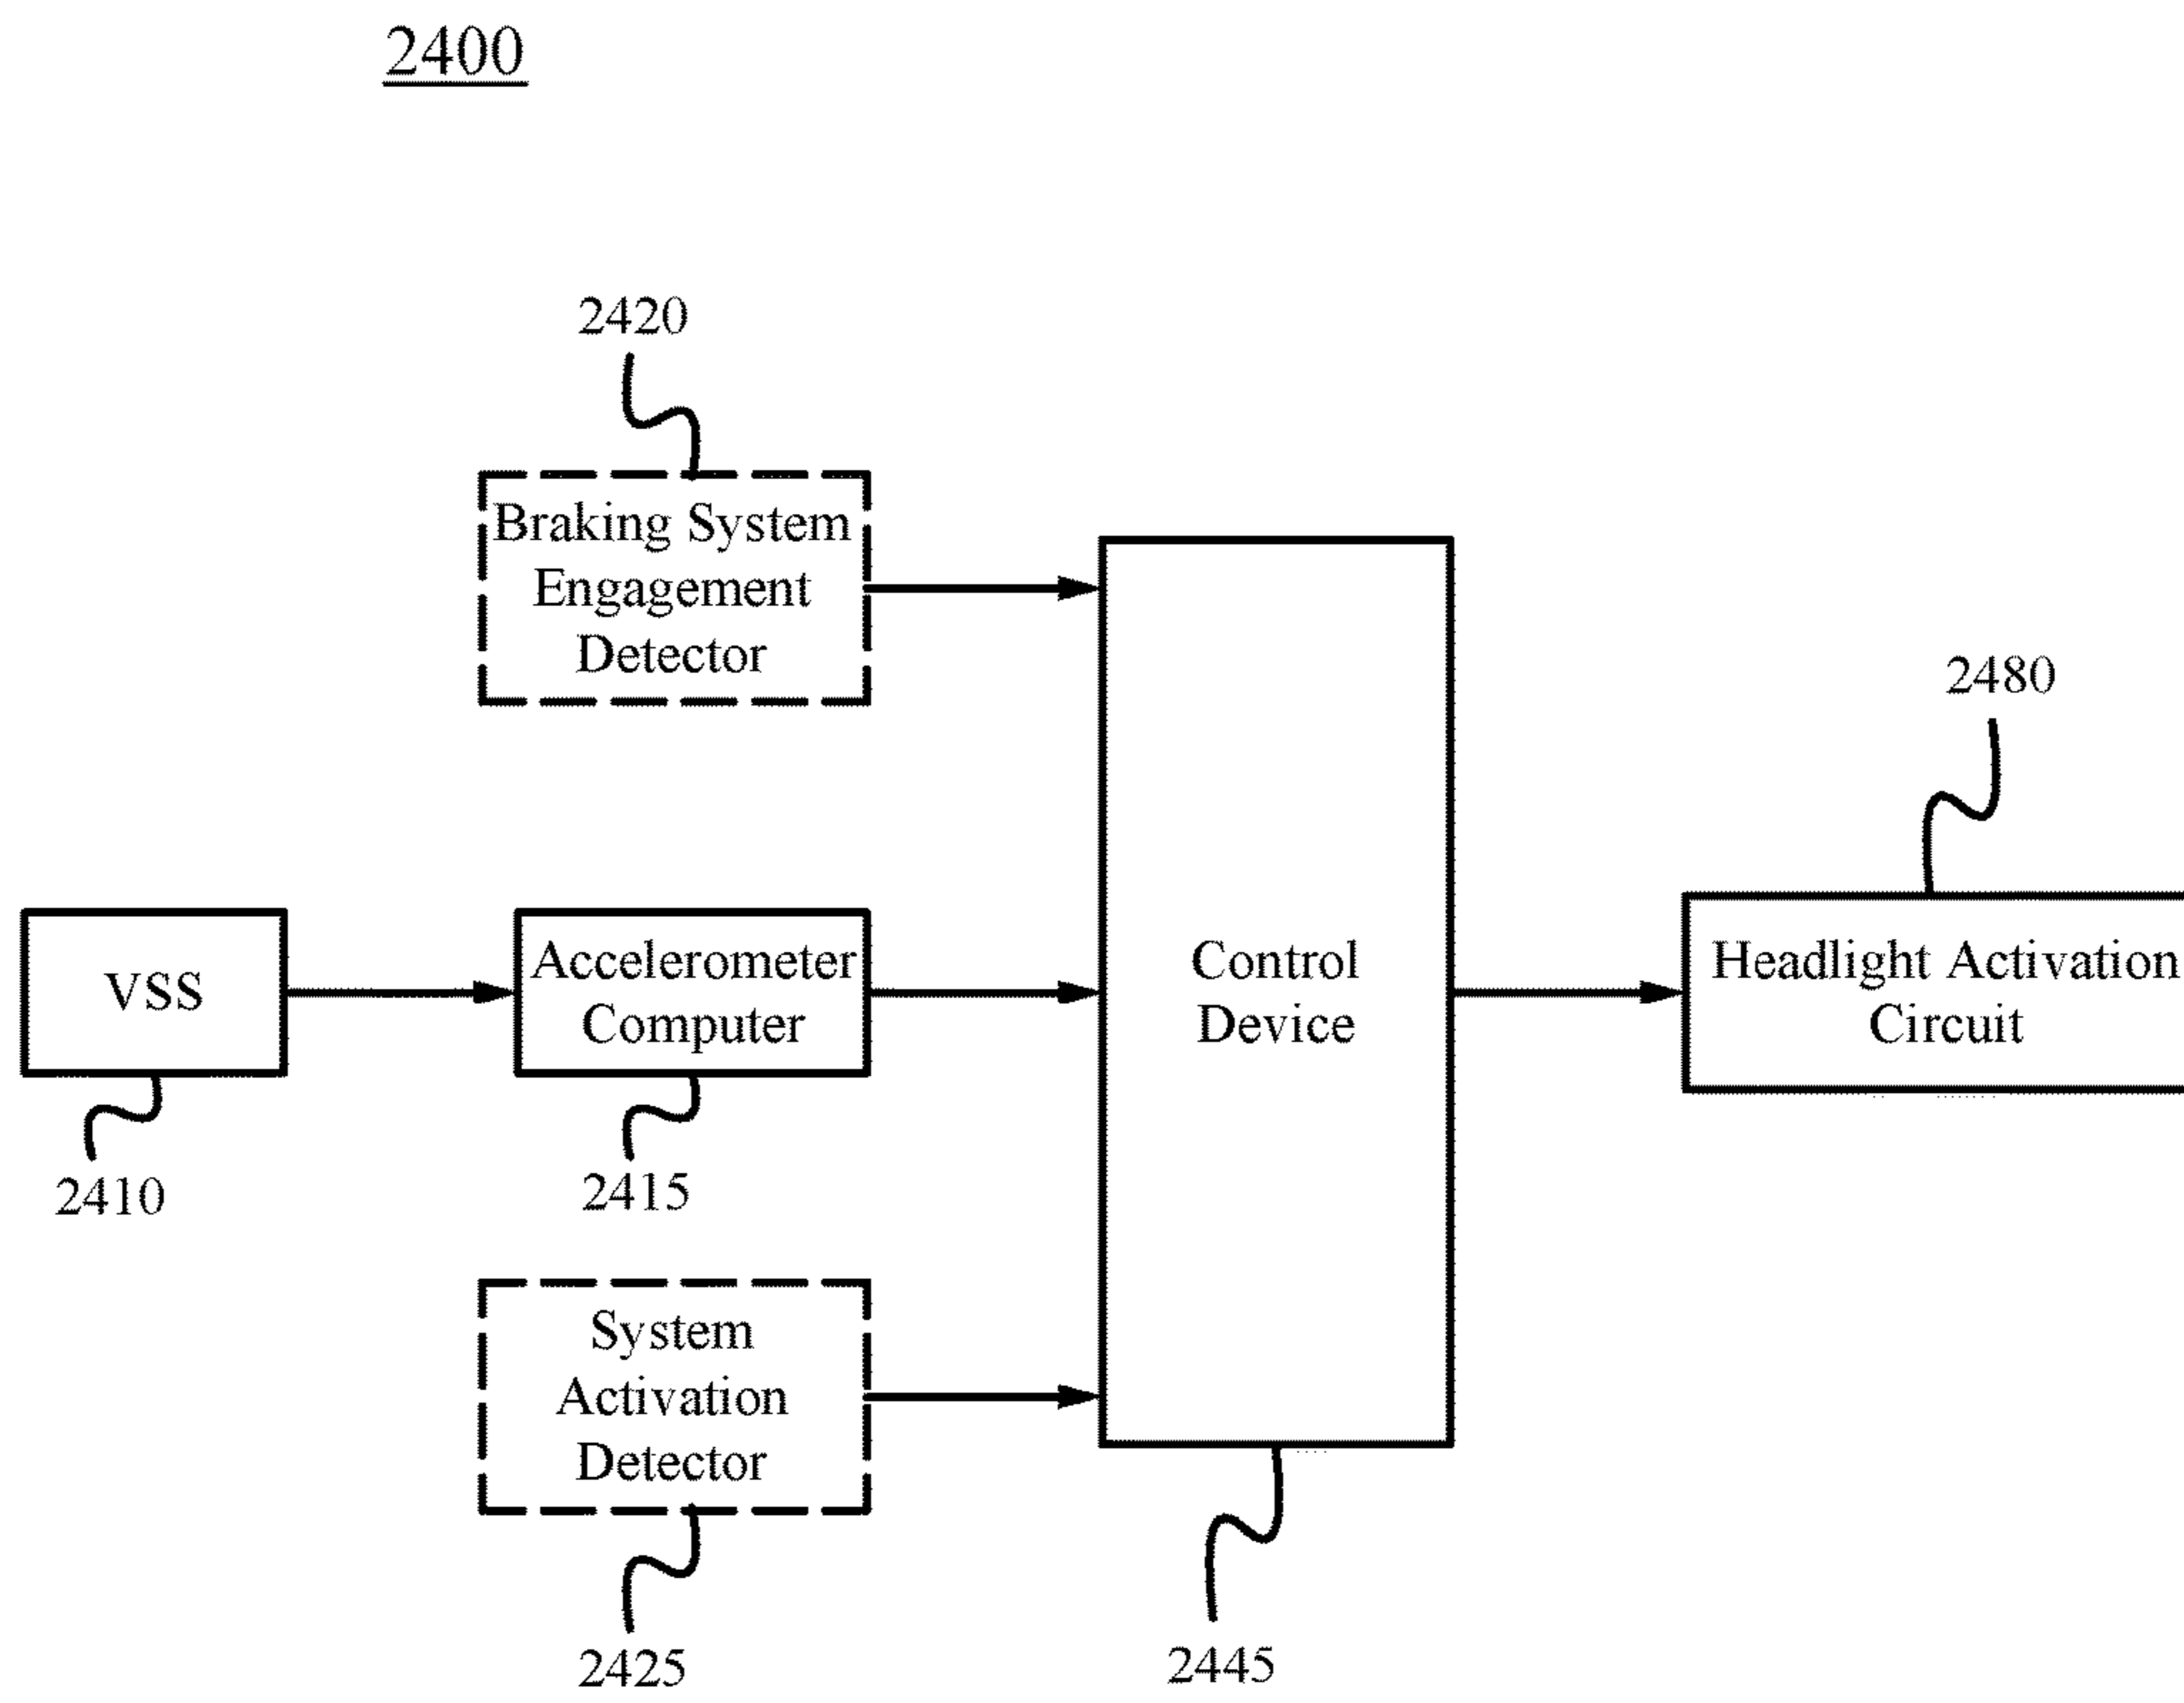 2400
2420
Braking System
Engagement
Detector
2480
VSS
Accelerometer
Computer
Control
Device
Headlight Activation
Circuit
2410
2415
System
Activation
Detector
2425
2445